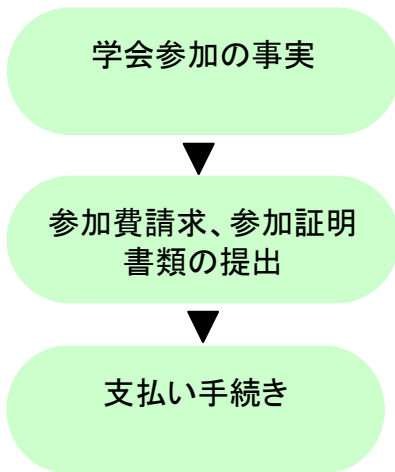 学会参加の事実
参加費請求、参加証明
書類の提出
支払い手続き